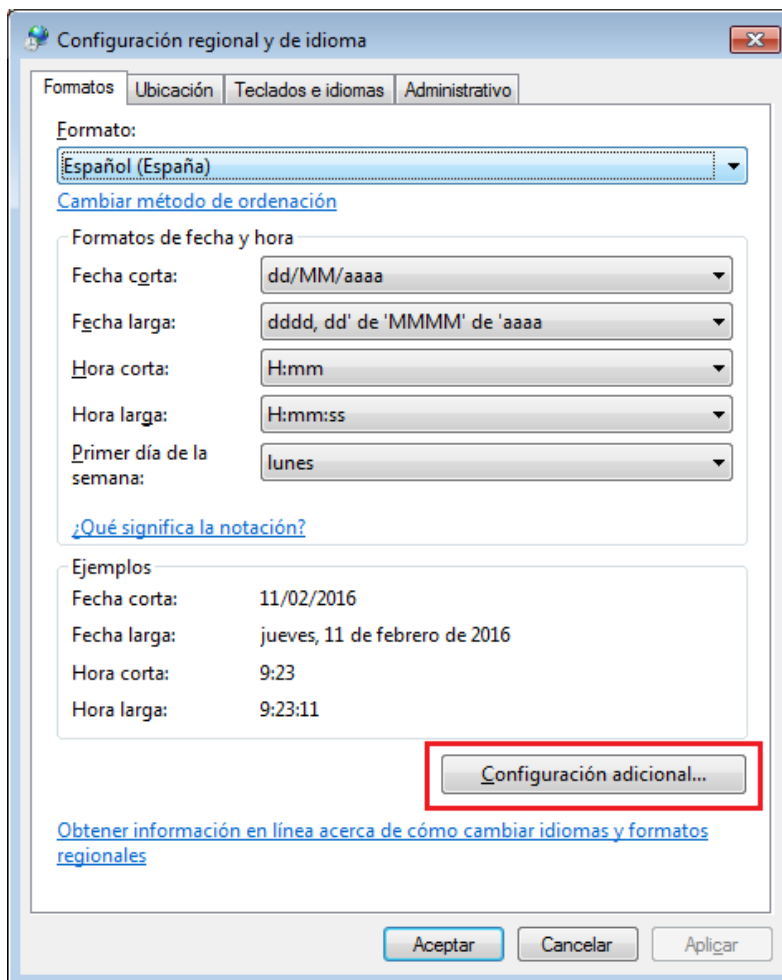 Configuración regional y de idioma
Formatos Ubicación Teclados e idiomas Administrativo
Formato:
Español (España)
Cambiar método de ordenación
Formatos de fecha y hora
Fecha corta: dd/MM/aaaa
Fecha larga: dddd, dd' de 'MMMM' de 'aaaa
Hora corta: H:mm
Hora larga: H:mm:ss
Primer día de la
semana: lunes
¿Qué significa la notación?
Ejemplos
Fecha corta: 11/02/2016
Fecha larga: jueves, 11 de febrero de 2016
Hora corta: 9:23
Hora larga: 9:23:11
Configuración adicional...
Obtener información en línea acerca de cómo cambiar idiomas y formatos
regionales
Aceptar Cancelar Aplicar